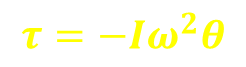 τ = −Iω²θ